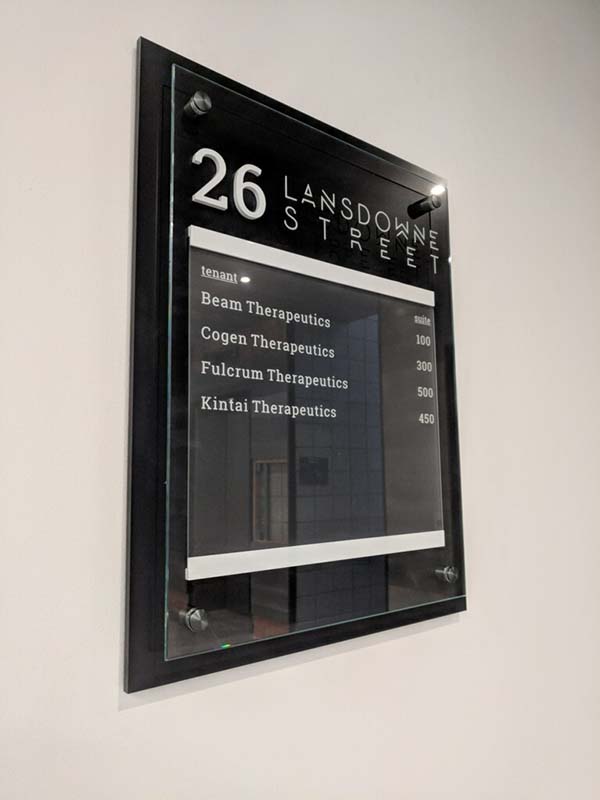 26 LANSDOWNE
STREET
tenant suite
Beam Therapeutics 100
Cogen Therapeutics 300
Fulcrum Therapeutics 500
Kintai Therapeutics 450